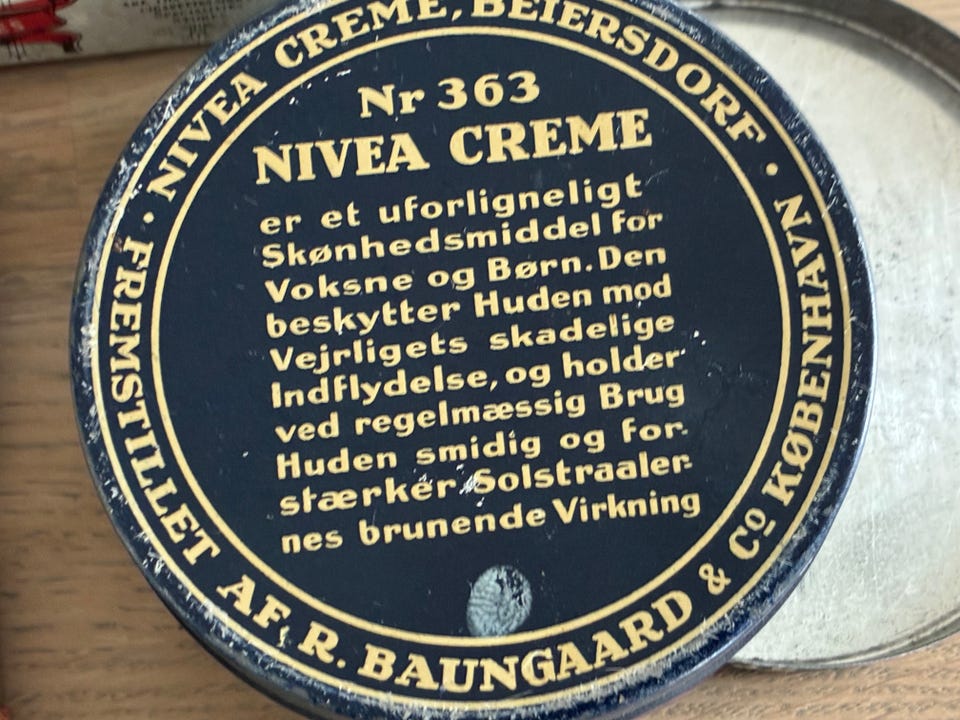 NIVEA CREME, BEIERSDORF · KØBENHAVN
FREMSTILLET AF R. BAUNGAARD & Co
Nr 363
NIVEA CREME
er et uforligneligt
Skønhedsmiddel for
Voksne og Børn. Den
beskytter Huden mod
Vejrligets skadelige
Indflydelse, og holder
ved regelmæssig Brug
Huden smidig og for-
stærker Solstraaler-
nes brunende Virkning